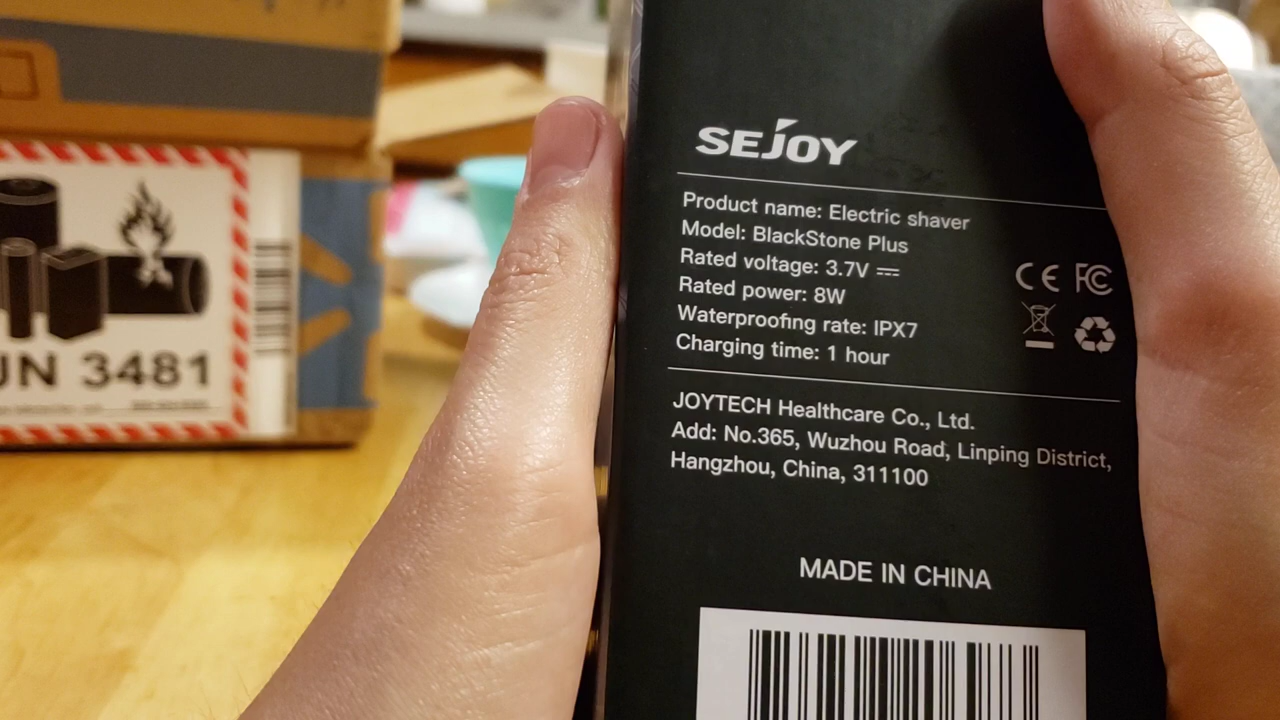 SEJOY
Product name: Electric shaver
Model: BlackStone Plus
Rated voltage: 3.7V ⎓
Rated power: 8W
Waterproofing rate: IPX7
Charging time: 1 hour
CE FC
JOYTECH Healthcare Co., Ltd.
Add: No.365, Wuzhou Road, Linping District,
Hangzhou, China, 311100
MADE IN CHINA
UN 3481